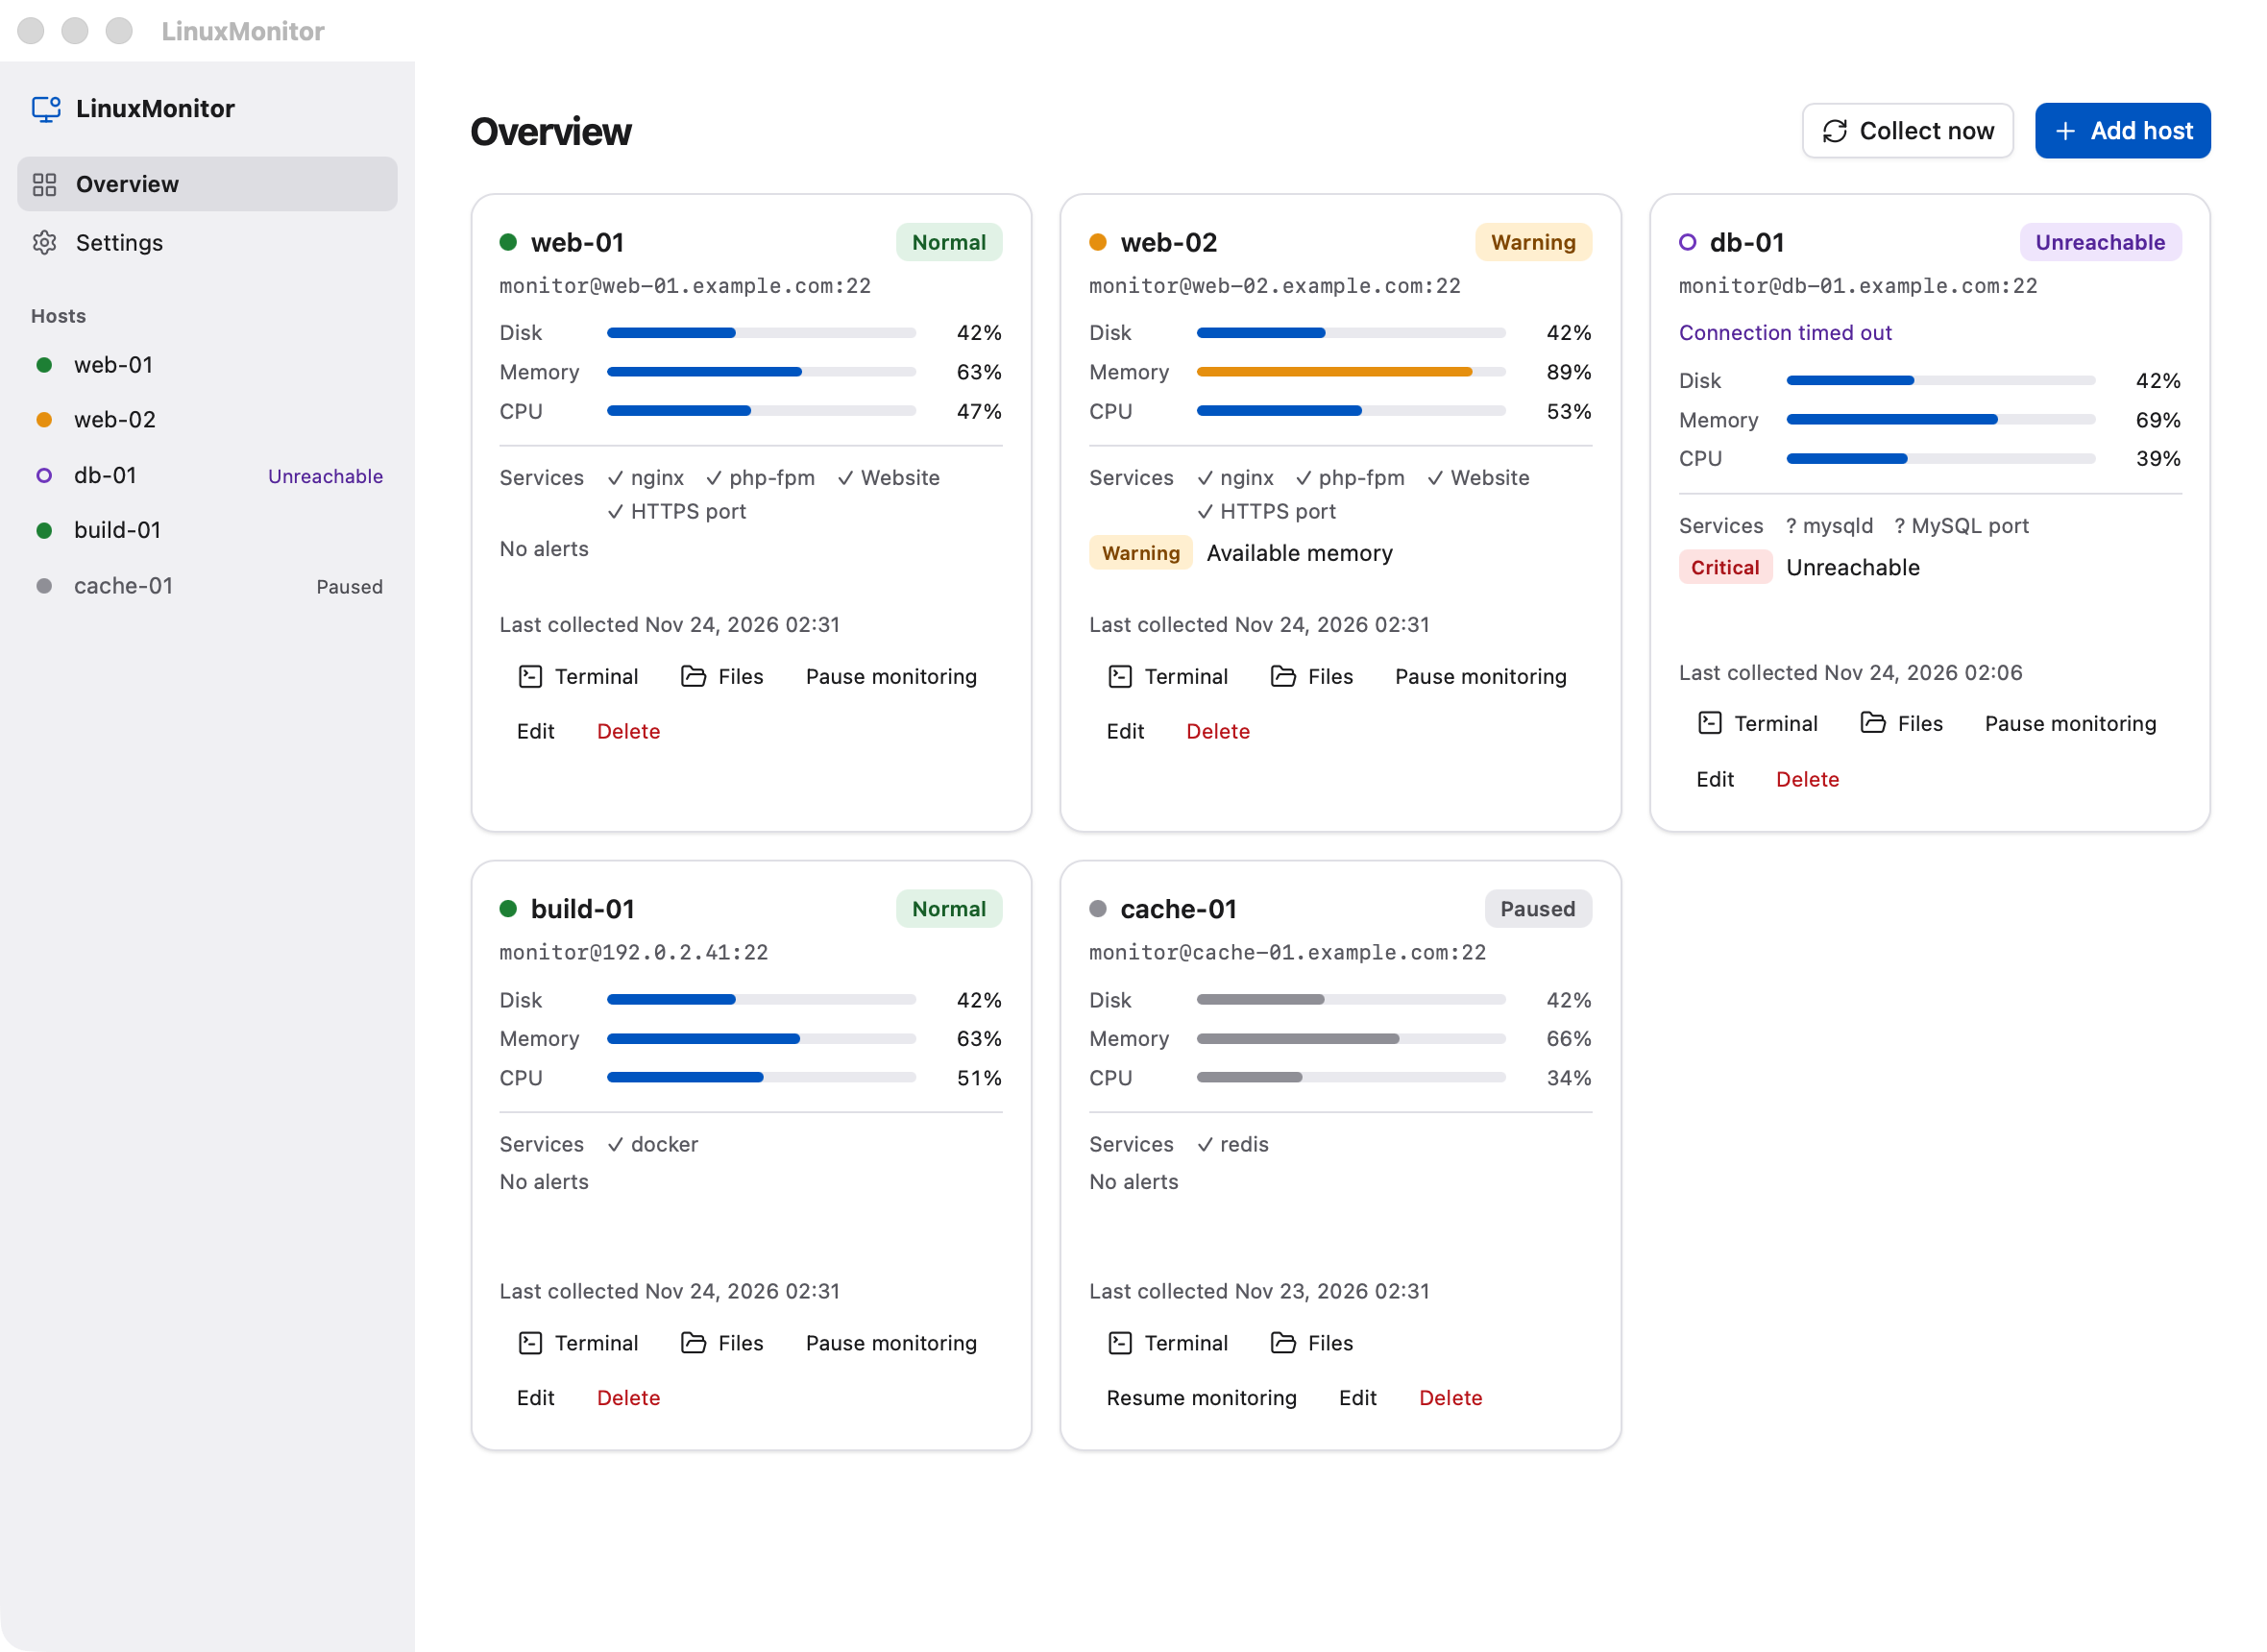 LinuxMonitor
LinuxMonitor
Overview
Settings
Hosts
web-01
web-02
db-01 Unreachable
build-01
cache-01 Paused
Overview
Collect now
Add host
web-01 Normal
monitor@web-01.example.com:22
Disk 42%
Memory 63%
CPU 47%
Services ✓ nginx ✓ php-fpm ✓ Website
✓ HTTPS port
No alerts
Last collected Nov 24, 2026 02:31
Terminal Files Pause monitoring
Edit Delete
web-02 Warning
monitor@web-02.example.com:22
Disk 42%
Memory 89%
CPU 53%
Services ✓ nginx ✓ php-fpm ✓ Website
✓ HTTPS port
Warning Available memory
Last collected Nov 24, 2026 02:31
Terminal Files Pause monitoring
Edit Delete
db-01 Unreachable
monitor@db-01.example.com:22
Connection timed out
Disk 42%
Memory 69%
CPU 39%
Services ? mysqld ? MySQL port
Critical Unreachable
Last collected Nov 24, 2026 02:06
Terminal Files Pause monitoring
Edit Delete
build-01 Normal
monitor@192.0.2.41:22
Disk 42%
Memory 63%
CPU 51%
Services ✓ docker
No alerts
Last collected Nov 24, 2026 02:31
Terminal Files Pause monitoring
Edit Delete
cache-01 Paused
monitor@cache-01.example.com:22
Disk 42%
Memory 66%
CPU 34%
Services ✓ redis
No alerts
Last collected Nov 23, 2026 02:31
Terminal Files
Resume monitoring Edit Delete